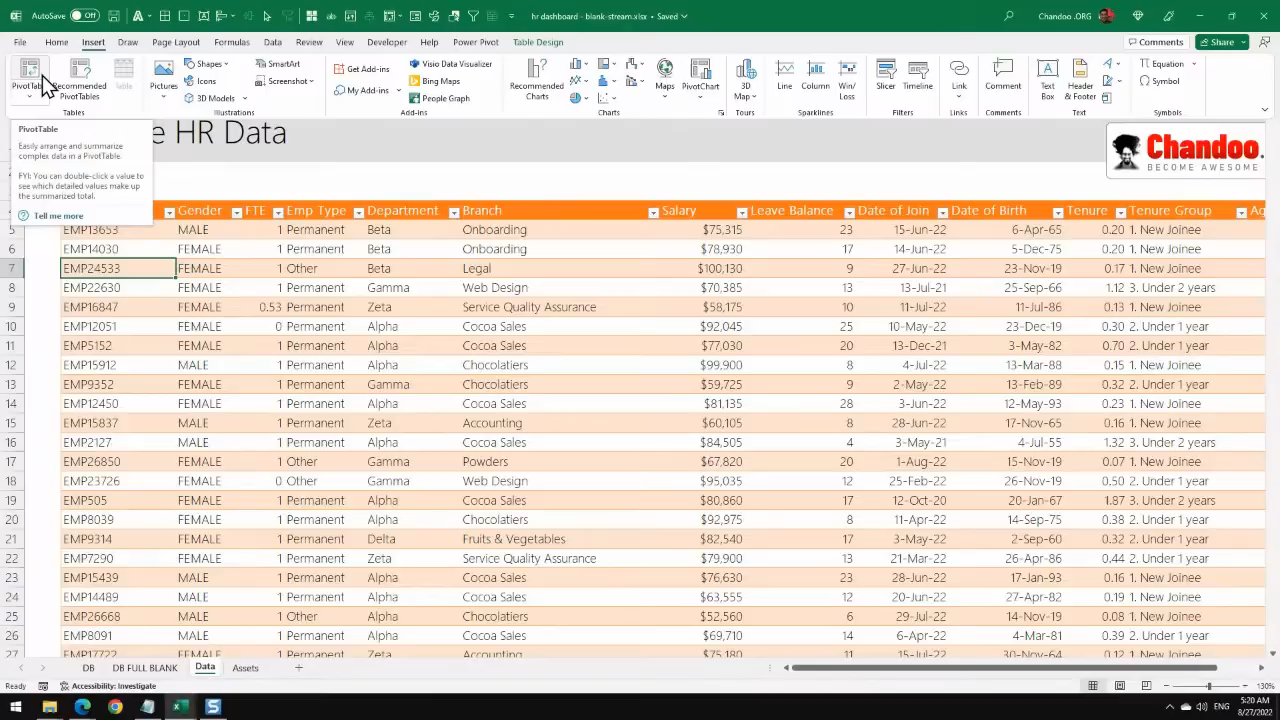 AutoSave Off hr dashboard - blank-stream.xlsx • Saved Chandoo .ORG
File Home Insert Draw Page Layout Formulas Data Review View Developer Help Power Pivot Table Design Comments Share
PivotTable Recommended PivotTables Table Pictures Shapes Icons 3D Models SmartArt Screenshot Get Add-ins My Add-ins Visio Data Visualizer Bing Maps People Graph Recommended Charts Maps PivotChart 3D Map Line Column Win/Loss Slicer Timeline Link Comment Text Box Header & Footer Equation Symbol
Tables Illustrations Add-ins Charts Tours Sparklines Filters Links Comments Text Symbols
PivotTable
Easily arrange and summarize
complex data in a PivotTable.
FYI: You can double-click a value to
see which detailed values make up
the summarized total.
Tell me more
e HR Data
Chandoo.
BECOME AWESOME
Gender FTE Emp Type Department Branch Salary Leave Balance Date of Join Date of Birth Tenure Tenure Group Ag
5 EMP13653 MALE 1 Permanent Beta Onboarding $75,315 23 15-Jun-22 6-Apr-65 0.20 1. New Joinee
6 EMP14030 FEMALE 1 Permanent Beta Onboarding $78,930 17 14-Jun-22 5-Dec-75 0.20 1. New Joinee
7 EMP24533 FEMALE 1 Other Beta Legal $100,130 9 27-Jun-22 23-Nov-19 0.17 1. New Joinee
8 EMP22630 FEMALE 1 Permanent Gamma Web Design $70,385 13 13-Jul-21 25-Sep-66 1.12 3. Under 2 years
9 EMP16847 FEMALE 0.53 Permanent Zeta Service Quality Assurance $58,175 10 11-Jul-22 11-Jul-86 0.13 1. New Joinee
10 EMP12051 FEMALE 0 Permanent Alpha Cocoa Sales $92,045 25 10-May-22 23-Dec-19 0.30 2. Under 1 year
11 EMP5152 FEMALE 1 Permanent Alpha Cocoa Sales $77,030 20 13-Dec-21 3-May-82 0.70 2. Under 1 year
12 EMP15912 MALE 1 Permanent Alpha Chocolatiers $99,900 8 4-Jul-22 13-Mar-88 0.15 1. New Joinee
13 EMP9352 FEMALE 1 Permanent Gamma Chocolatiers $59,725 9 2-May-22 13-Feb-89 0.32 2. Under 1 year
14 EMP12450 FEMALE 1 Permanent Alpha Cocoa Sales $81,135 28 3-Jun-22 12-May-93 0.23 1. New Joinee
15 EMP15837 MALE 1 Permanent Zeta Accounting $60,105 8 28-Jun-22 17-Nov-65 0.16 1. New Joinee
16 EMP2127 MALE 1 Permanent Alpha Cocoa Sales $84,505 4 3-May-21 4-Jul-55 1.32 3. Under 2 years
17 EMP26850 MALE 1 Other Gamma Powders $67,820 20 1-Aug-22 15-Nov-19 0.07 1. New Joinee
18 EMP23726 FEMALE 0 Other Gamma Web Design $95,035 12 25-Feb-22 26-Nov-19 0.50 2. Under 1 year
19 EMP505 FEMALE 1 Permanent Alpha Cocoa Sales $80,860 17 12-Oct-20 20-Jan-67 1.87 3. Under 2 years
20 EMP8039 FEMALE 1 Permanent Alpha Chocolatiers $92,975 8 11-Apr-22 14-Sep-75 0.38 2. Under 1 year
21 EMP9314 FEMALE 1 Permanent Delta Fruits & Vegetables $82,540 17 3-May-22 2-Sep-60 0.32 2. Under 1 year
22 EMP7290 FEMALE 1 Permanent Zeta Service Quality Assurance $79,900 13 21-Mar-22 26-Apr-86 0.44 2. Under 1 year
23 EMP15439 MALE 1 Permanent Alpha Cocoa Sales $76,630 23 28-Jun-22 17-Jan-93 0.16 1. New Joinee
24 EMP14489 MALE 1 Permanent Alpha Cocoa Sales $63,555 12 20-Jun-22 27-Apr-82 0.19 1. New Joinee
25 EMP26668 MALE 1 Other Alpha Chocolatiers $52,560 6 29-Jul-22 14-Nov-19 0.08 1. New Joinee
26 EMP8091 MALE 1 Permanent Alpha Cocoa Sales $69,710 14 6-Apr-22 4-Mar-81 0.39 2. Under 1 year
27 EMP17722 FEMALE 1 Permanent Alpha Cocoa Sales $75,180 11 15-Jul-22 30-Nov-64 0.12 1. New Joinee
DB DB FULL BLANK Data Assets
Ready Accessibility: Investigate 130%
ENG 5:20 AM
8/27/2022